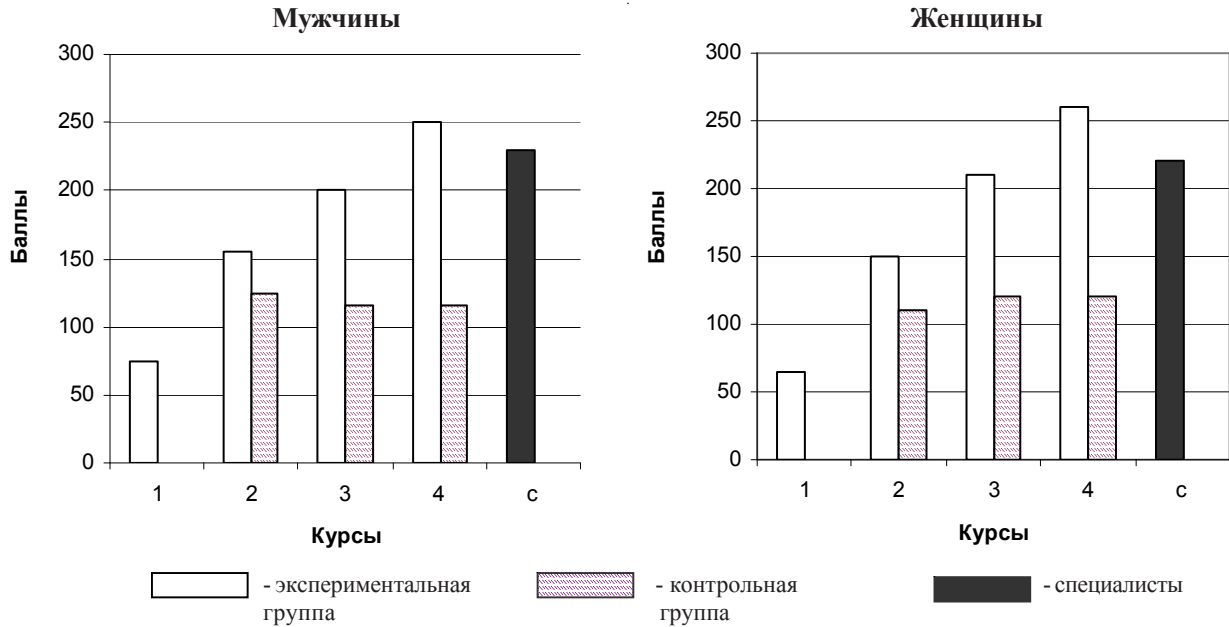 Мужчины
300
250
200
150
100
50
0
Баллы
1 2 3 4 с
Курсы
Женщины
300
250
200
150
100
50
0
Баллы
1 2 3 4 с
Курсы
- экспериментальная
группа
- контрольная
группа
- специалисты